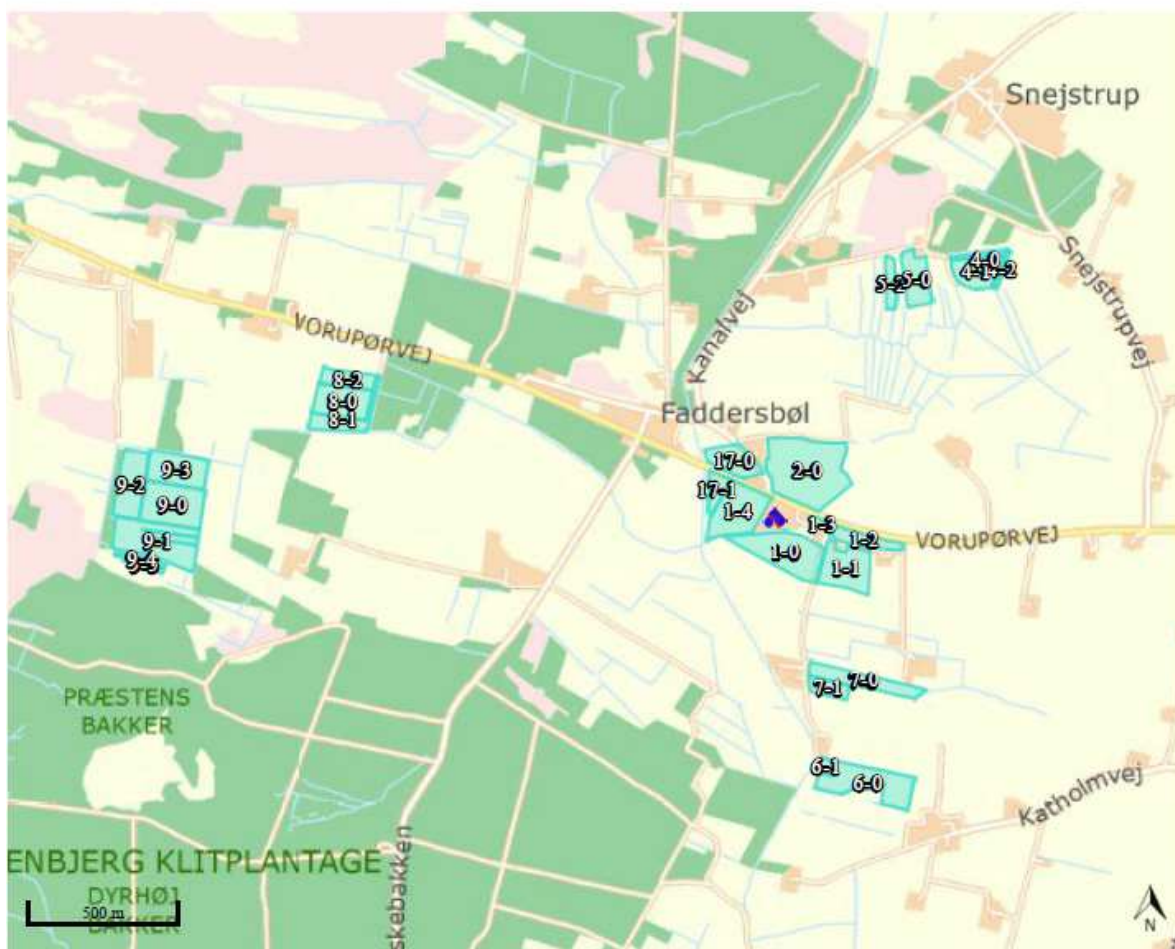 Snejstrup
Snejstrupvej
4-0
4-1
4-2
5-2
5-0
Kanalvej
VORUPØRVEJ
8-2
8-0
8-1
Faddersbøl
17-0
2-0
9-3
9-2
9-0
17-1
1-4
1-3
9-1
1-2
VORUPØRVEJ
1-0
9-4
1-1
7-0
7-1
PRÆSTENS
BAKKER
6-1
6-0
Katholmvej
ENBJERG KLITPLANTAGE
DYRHØJ
BAKKER
skebakken
500 m
N